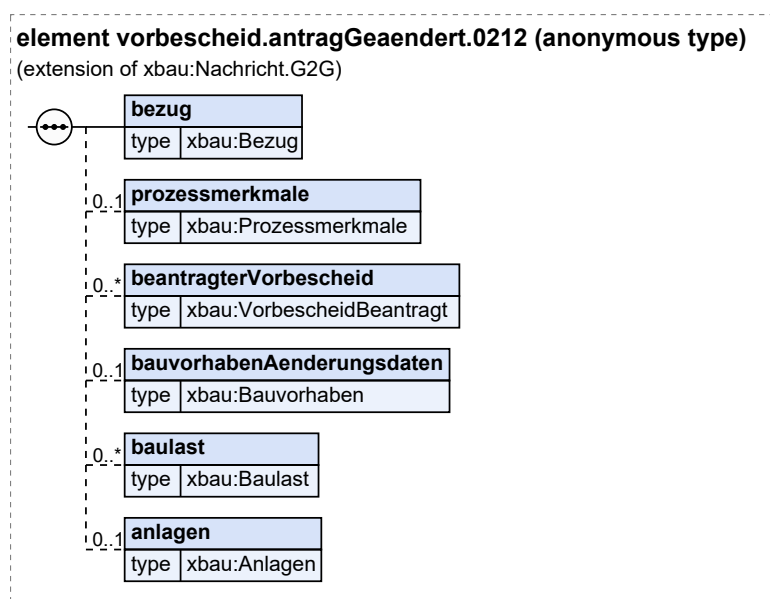 element vorbescheid.antragGeaendert.0212 (anonymous type)
(extension of xbau:Nachricht.G2G)
bezug
type xbau:Bezug
0..1 prozessmerkmale
type xbau:Prozessmerkmale
0..* beantragterVorbescheid
type xbau:VorbescheidBeantragt
0..1 bauvorhabenAenderungsdaten
type xbau:Bauvorhaben
0..* baulast
type xbau:Baulast
0..1 anlagen
type xbau:Anlagen